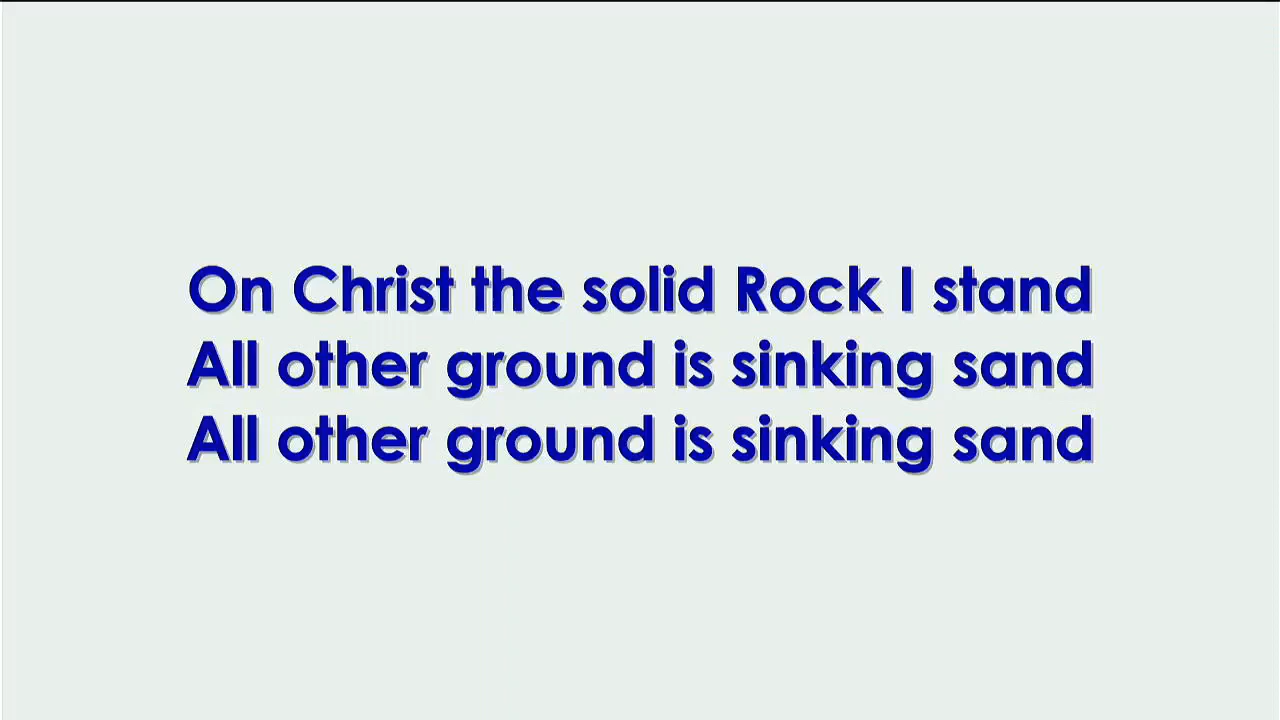 On Christ the solid Rock I stand
All other ground is sinking sand
All other ground is sinking sand